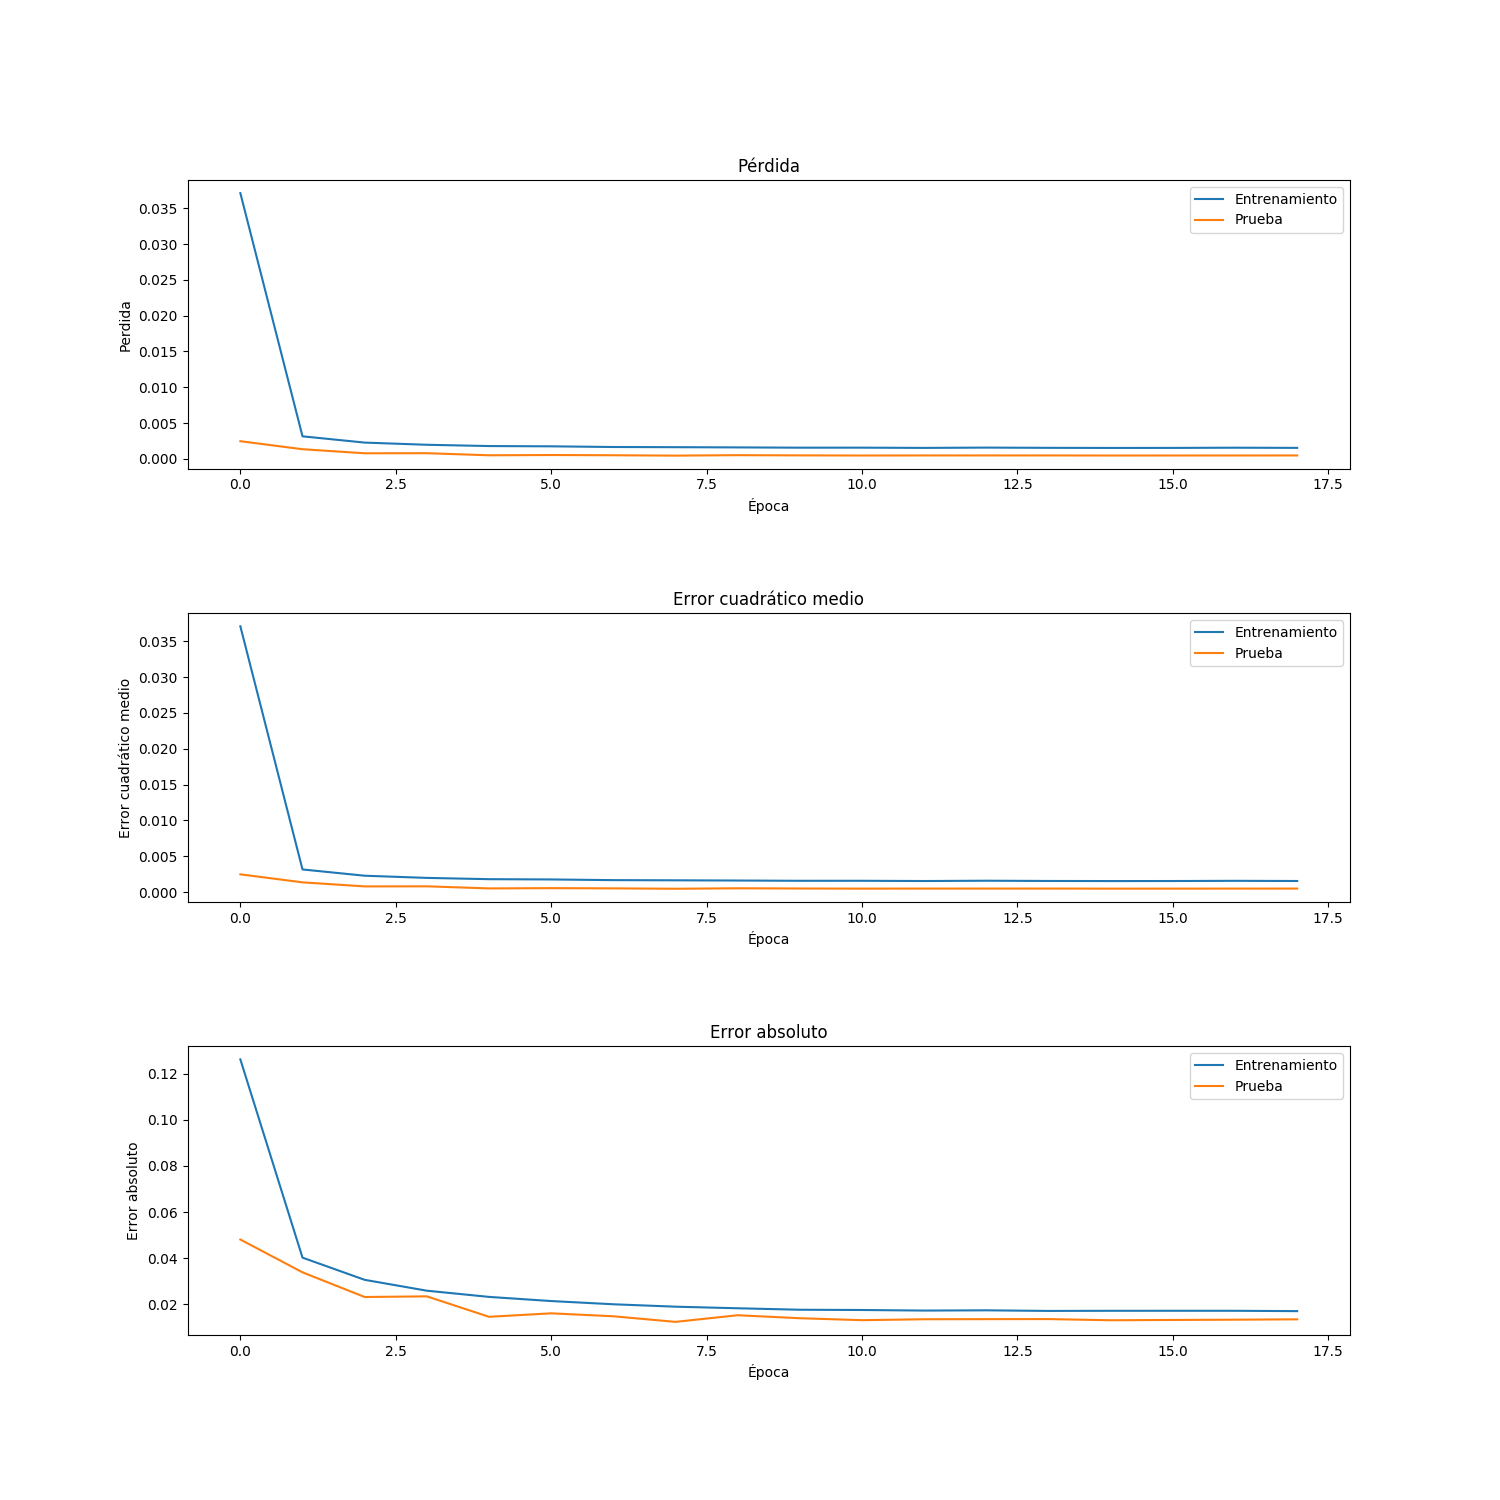 Pérdida
Entrenamiento
Prueba
0.035
0.030
0.025
0.020
0.015
0.010
0.005
0.000
Perdida
0.0 2.5 5.0 7.5 10.0 12.5 15.0 17.5
Época
Error cuadrático medio
Entrenamiento
Prueba
0.035
0.030
0.025
0.020
0.015
0.010
0.005
0.000
Error cuadrático medio
0.0 2.5 5.0 7.5 10.0 12.5 15.0 17.5
Época
Error absoluto
Entrenamiento
Prueba
0.12
0.10
0.08
0.06
0.04
0.02
Error absoluto
0.0 2.5 5.0 7.5 10.0 12.5 15.0 17.5
Época